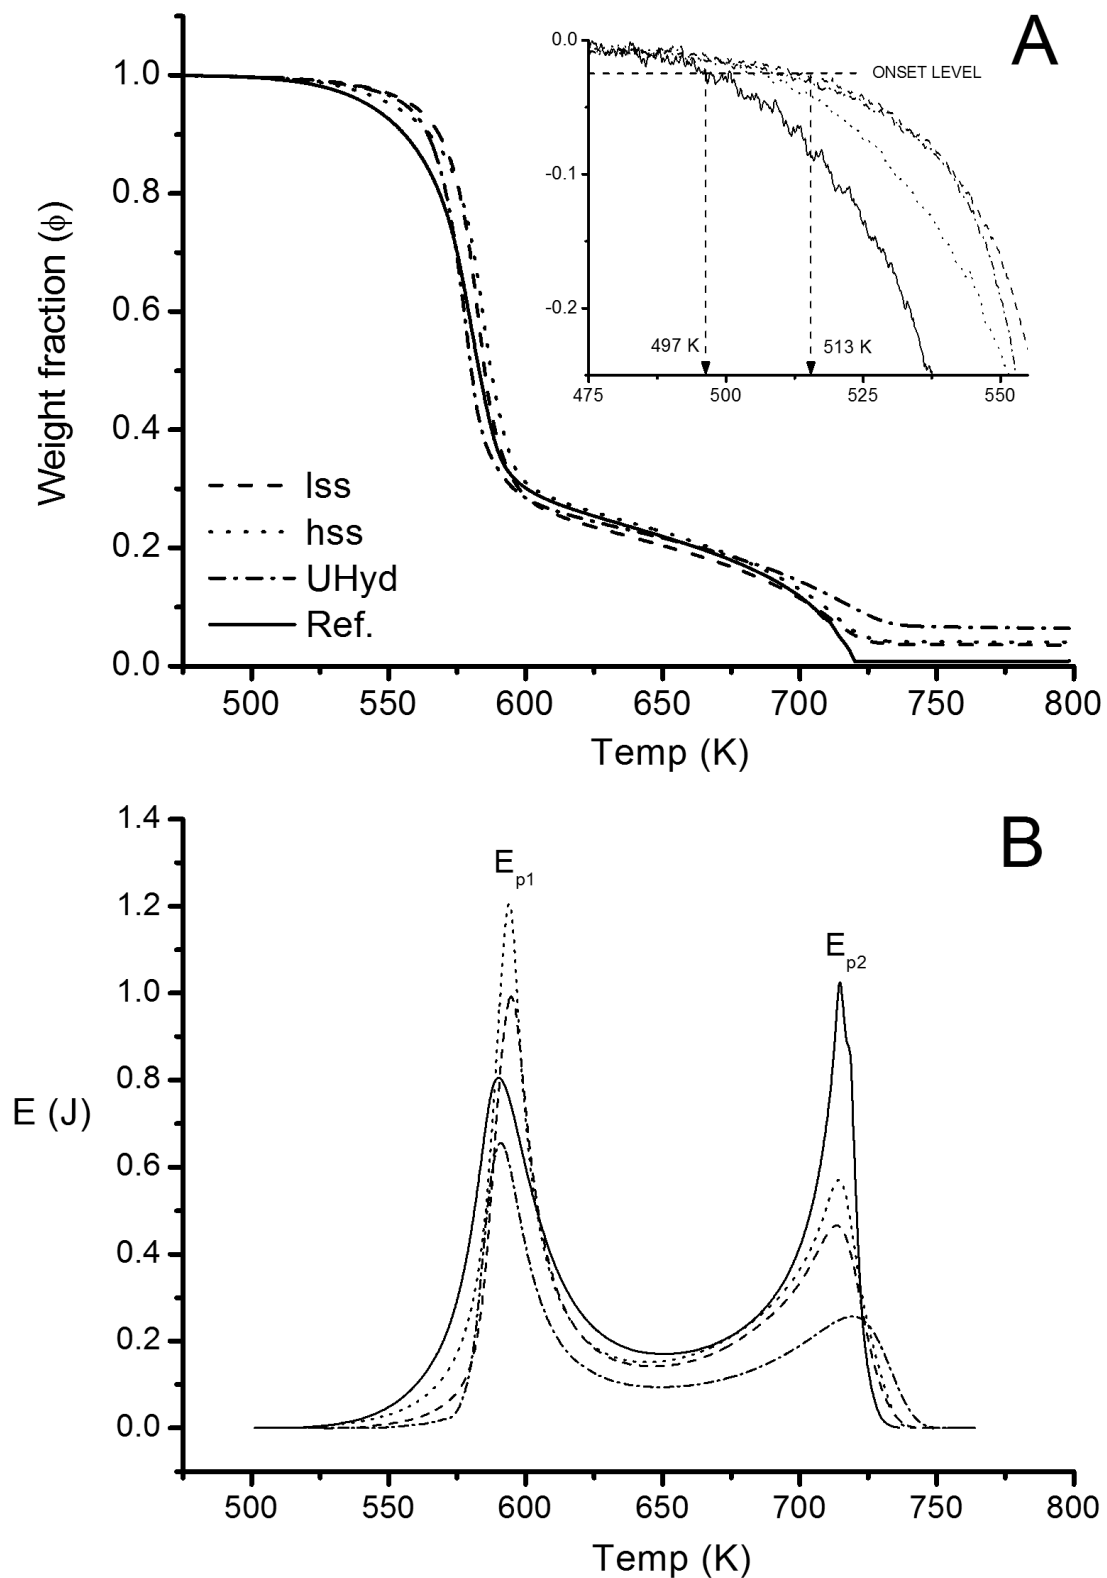 A
1.0
0.8
0.6
0.4
0.2
0.0
Weight fraction (ϕ)
0.0
-0.1
-0.2
ONSET LEVEL
497 K
513 K
475
500
525
550
lss
hss
UHyd
Ref.
500
550
600
650
700
750
800
Temp (K)
B
1.4
1.2
1.0
0.8
0.6
0.4
0.2
0.0
E (J)
Ep1
Ep2
500
550
600
650
700
750
800
Temp (K)